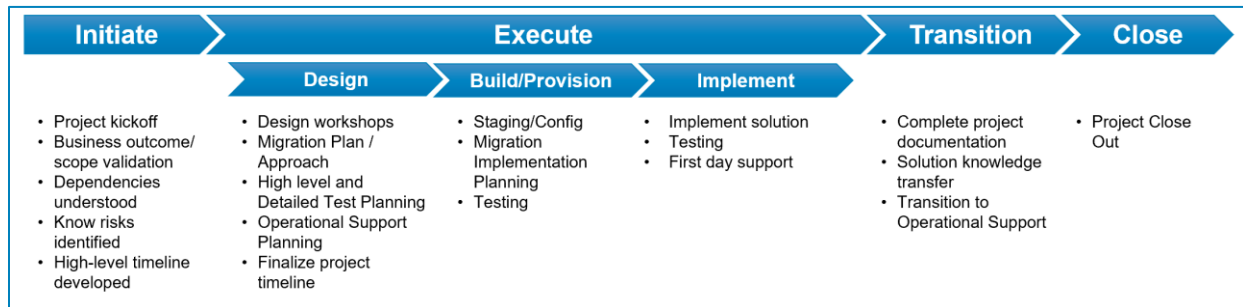 Initiate
Execute
Transition
Close
Design
Build/Provision
Implement
• Project kickoff
• Business outcome/
scope validation
• Dependencies
understood
• Know risks
identified
• High-level timeline
developed
• Design workshops
• Migration Plan /
Approach
• High level and
Detailed Test Planning
• Operational Support
Planning
• Finalize project
timeline
• Staging/Config
• Migration
Implementation
Planning
• Testing
• Implement solution
• Testing
• First day support
• Complete project
documentation
• Solution knowledge
transfer
• Transition to
Operational Support
• Project Close
Out